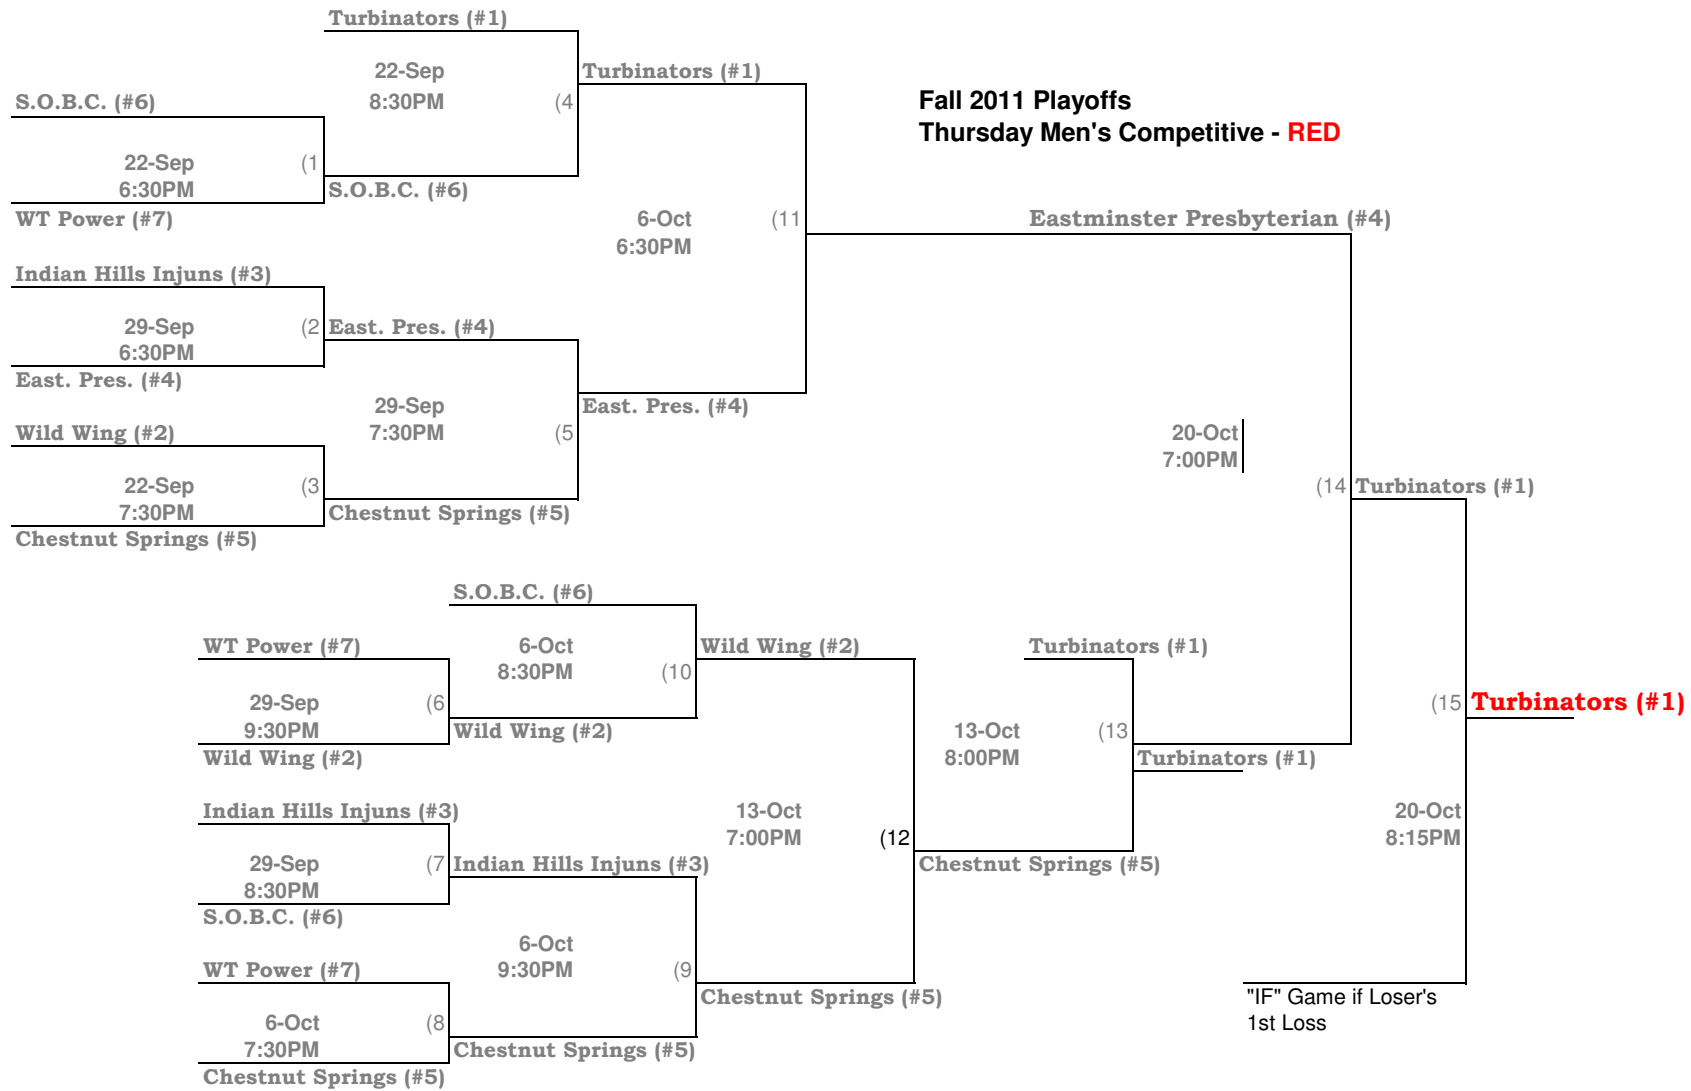 Turbinators (#1)
22-Sep
8:30PM
(4
Turbinators (#1)
Fall 2011 Playoffs
Thursday Men's Competitive - RED
S.O.B.C. (#6)
22-Sep
6:30PM
(1
S.O.B.C. (#6)
WT Power (#7)
6-Oct
6:30PM
(11
Eastminster Presbyterian (#4)
Indian Hills Injuns (#3)
29-Sep
6:30PM
(2
East. Pres. (#4)
East. Pres. (#4)
29-Sep
7:30PM
(5
East. Pres. (#4)
Wild Wing (#2)
22-Sep
7:30PM
(3
Chestnut Springs (#5)
Chestnut Springs (#5)
20-Oct
7:00PM
(14
Turbinators (#1)
S.O.B.C. (#6)
WT Power (#7)
6-Oct
8:30PM
(10
Wild Wing (#2)
Turbinators (#1)
29-Sep
9:30PM
(6
Wild Wing (#2)
Wild Wing (#2)
13-Oct
8:00PM
(13
Turbinators (#1)
(15
Turbinators (#1)
Indian Hills Injuns (#3)
13-Oct
7:00PM
(12
20-Oct
8:15PM
29-Sep
8:30PM
(7
Indian Hills Injuns (#3)
Chestnut Springs (#5)
S.O.B.C. (#6)
6-Oct
9:30PM
(9
WT Power (#7)
Chestnut Springs (#5)
"IF" Game if Loser's
1st Loss
6-Oct
7:30PM
(8
Chestnut Springs (#5)
Chestnut Springs (#5)